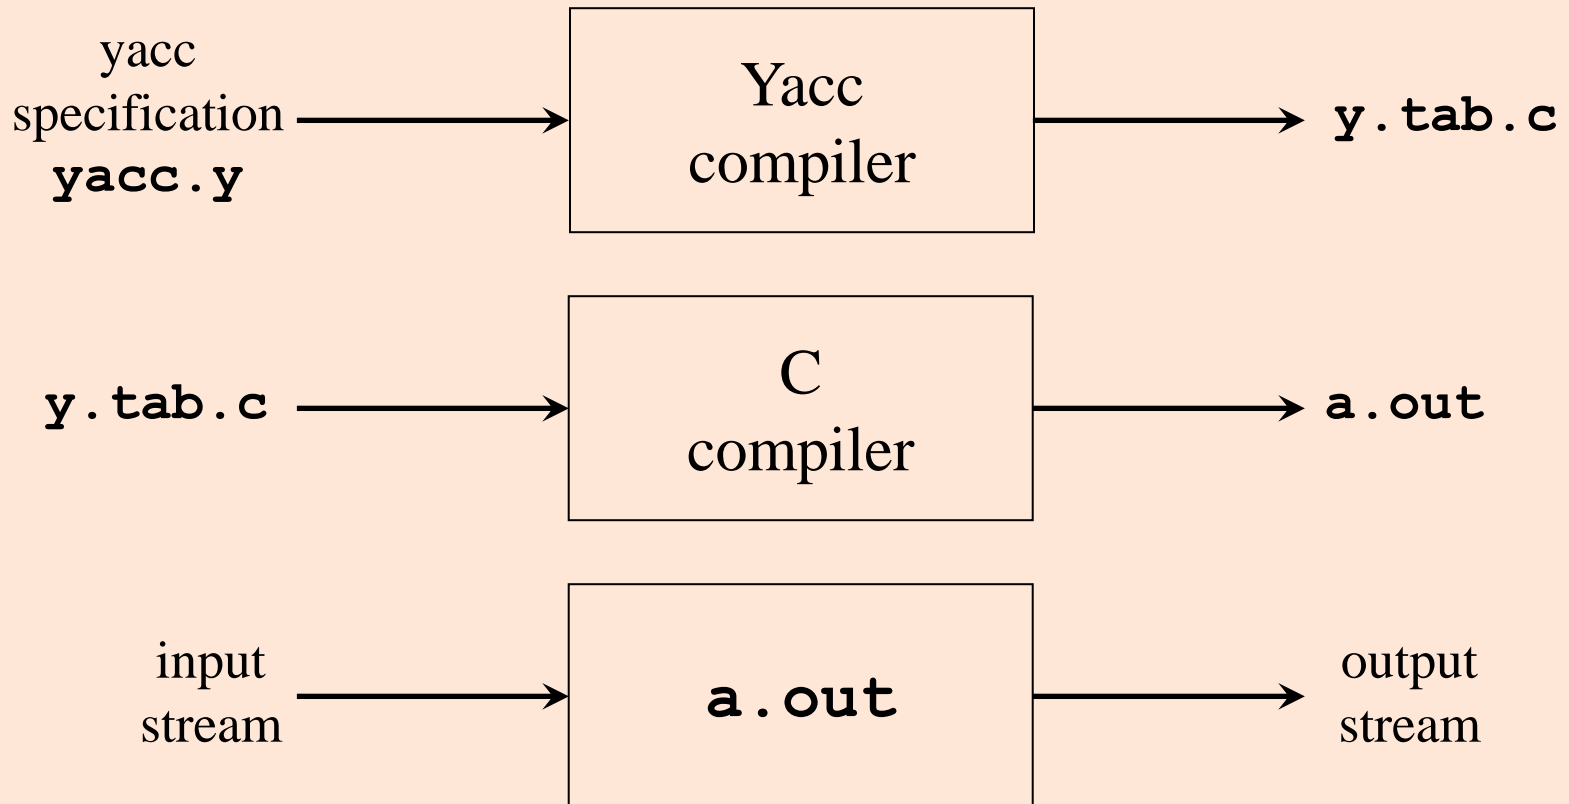 yacc
specification
yacc.y
Yacc
compiler
y.tab.c
y.tab.c
C
compiler
a.out
input
stream
a.out
output
stream